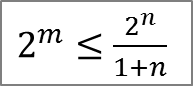 2^m ≤ 2^n / (1+n)